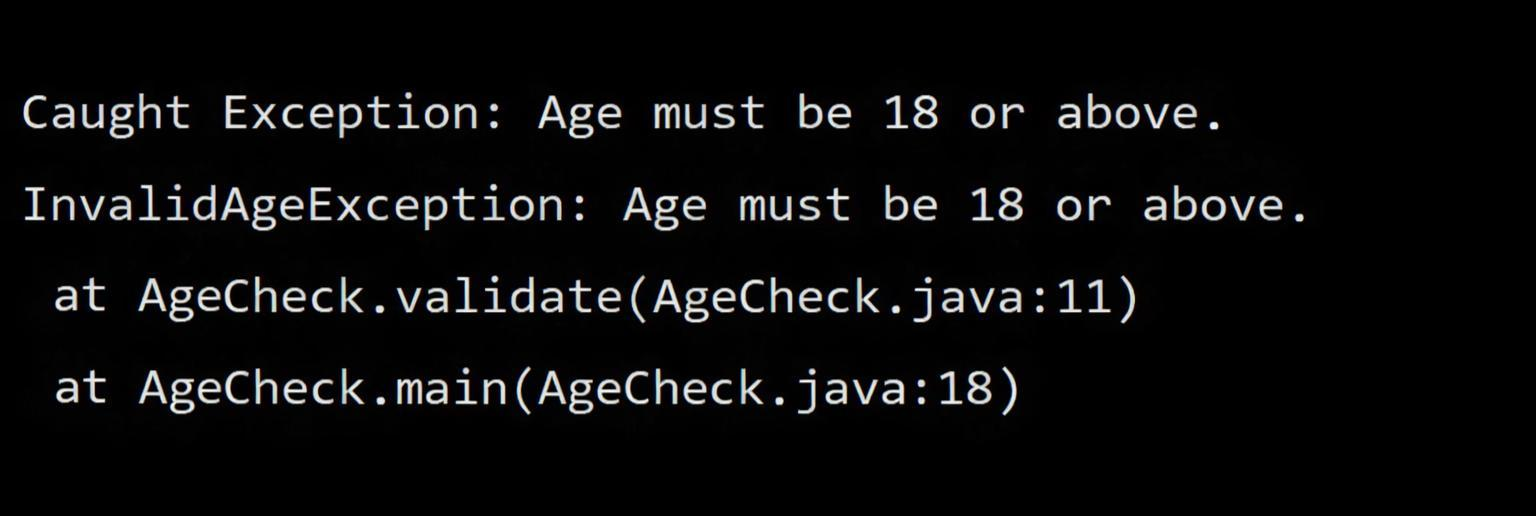 Caught Exception: Age must be 18 or above.
InvalidAgeException: Age must be 18 or above.
 at AgeCheck.validate(AgeCheck.java:11)
 at AgeCheck.main(AgeCheck.java:18)